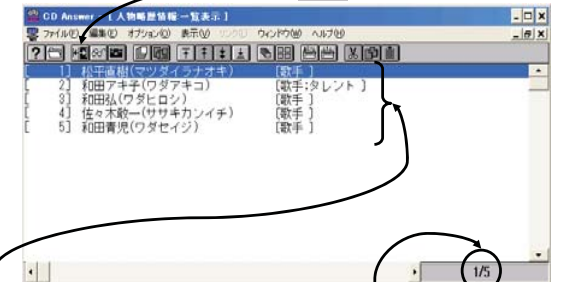 CD Answer - [人物略歴情報一覧表示]
ファイル(F) 編集(E) オプション(O) 表示(V) リンク(L) ウィンドウ(W) ヘルプ(H)
[ 1] 松平直樹(マツダイラナオキ) [歌手 ]
[ 2] 和田アキ子(ワダアキコ) [歌手;タレント ]
[ 3] 和田弘(ワダヒロシ) [歌手 ]
[ 4] 佐々木敢一(ササキカンイチ) [歌手 ]
[ 5] 和田青児(ワダセイジ) [歌手 ]
1/5